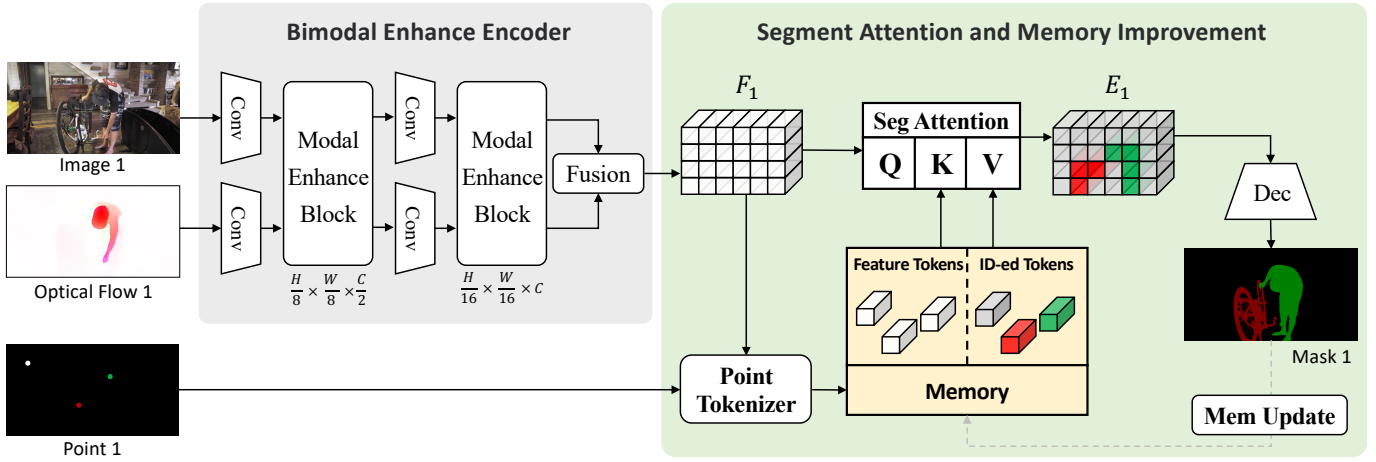 Bimodal Enhance Encoder
Segment Attention and Memory Improvement
Image 1
Optical Flow 1
Point 1
Conv
Conv
Modal
Enhance
Block
H/8 × W/8 × C/2
Conv
Conv
Modal
Enhance
Block
H/16 × W/16 × C
Fusion
F₁
Seg Attention
Q K V
E₁
Dec
Feature Tokens
ID-ed Tokens
Memory
Point
Tokenizer
Mask 1
Mem Update